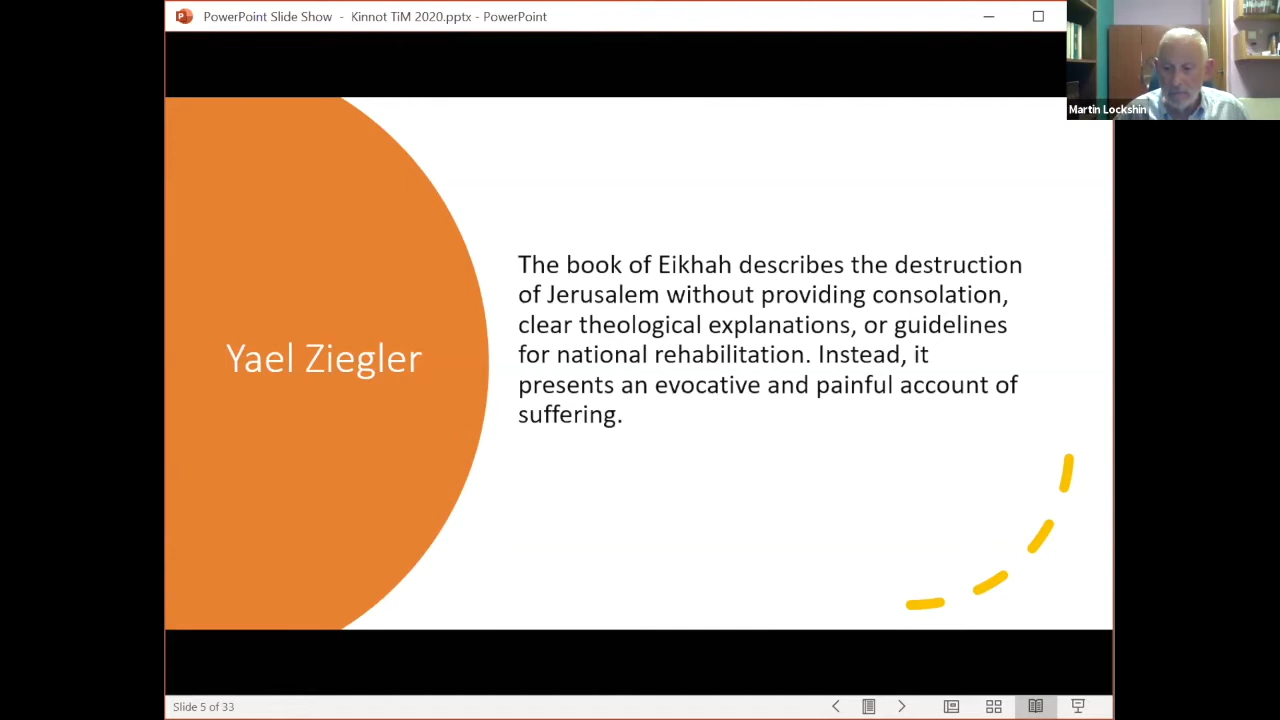 PowerPoint Slide Show - Kinnot TiM 2020.pptx - PowerPoint
Martin Lockshin
Yael Ziegler
The book of Eikhah describes the destruction
of Jerusalem without providing consolation,
clear theological explanations, or guidelines
for national rehabilitation. Instead, it
presents an evocative and painful account of
suffering.
Slide 5 of 33